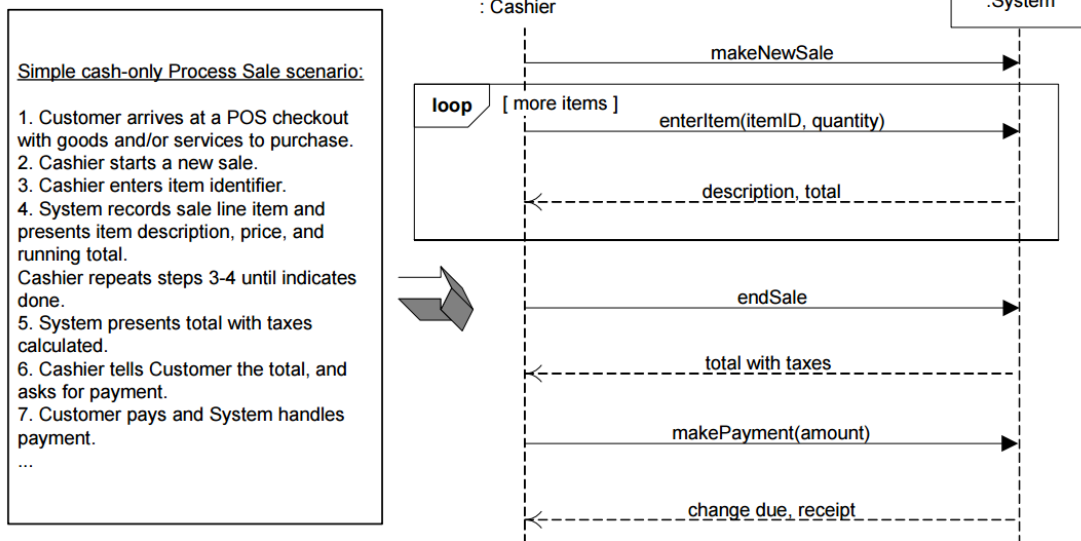 Simple cash-only Process Sale scenario:
1. Customer arrives at a POS checkout
with goods and/or services to purchase.
2. Cashier starts a new sale.
3. Cashier enters item identifier.
4. System records sale line item and
presents item description, price, and
running total.
Cashier repeats steps 3-4 until indicates
done.
5. System presents total with taxes
calculated.
6. Cashier tells Customer the total, and
asks for payment.
7. Customer pays and System handles
payment.
...
: Cashier
:System
makeNewSale
loop
[ more items ]
enterItem(itemID, quantity)
description, total
endSale
total with taxes
makePayment(amount)
change due, receipt